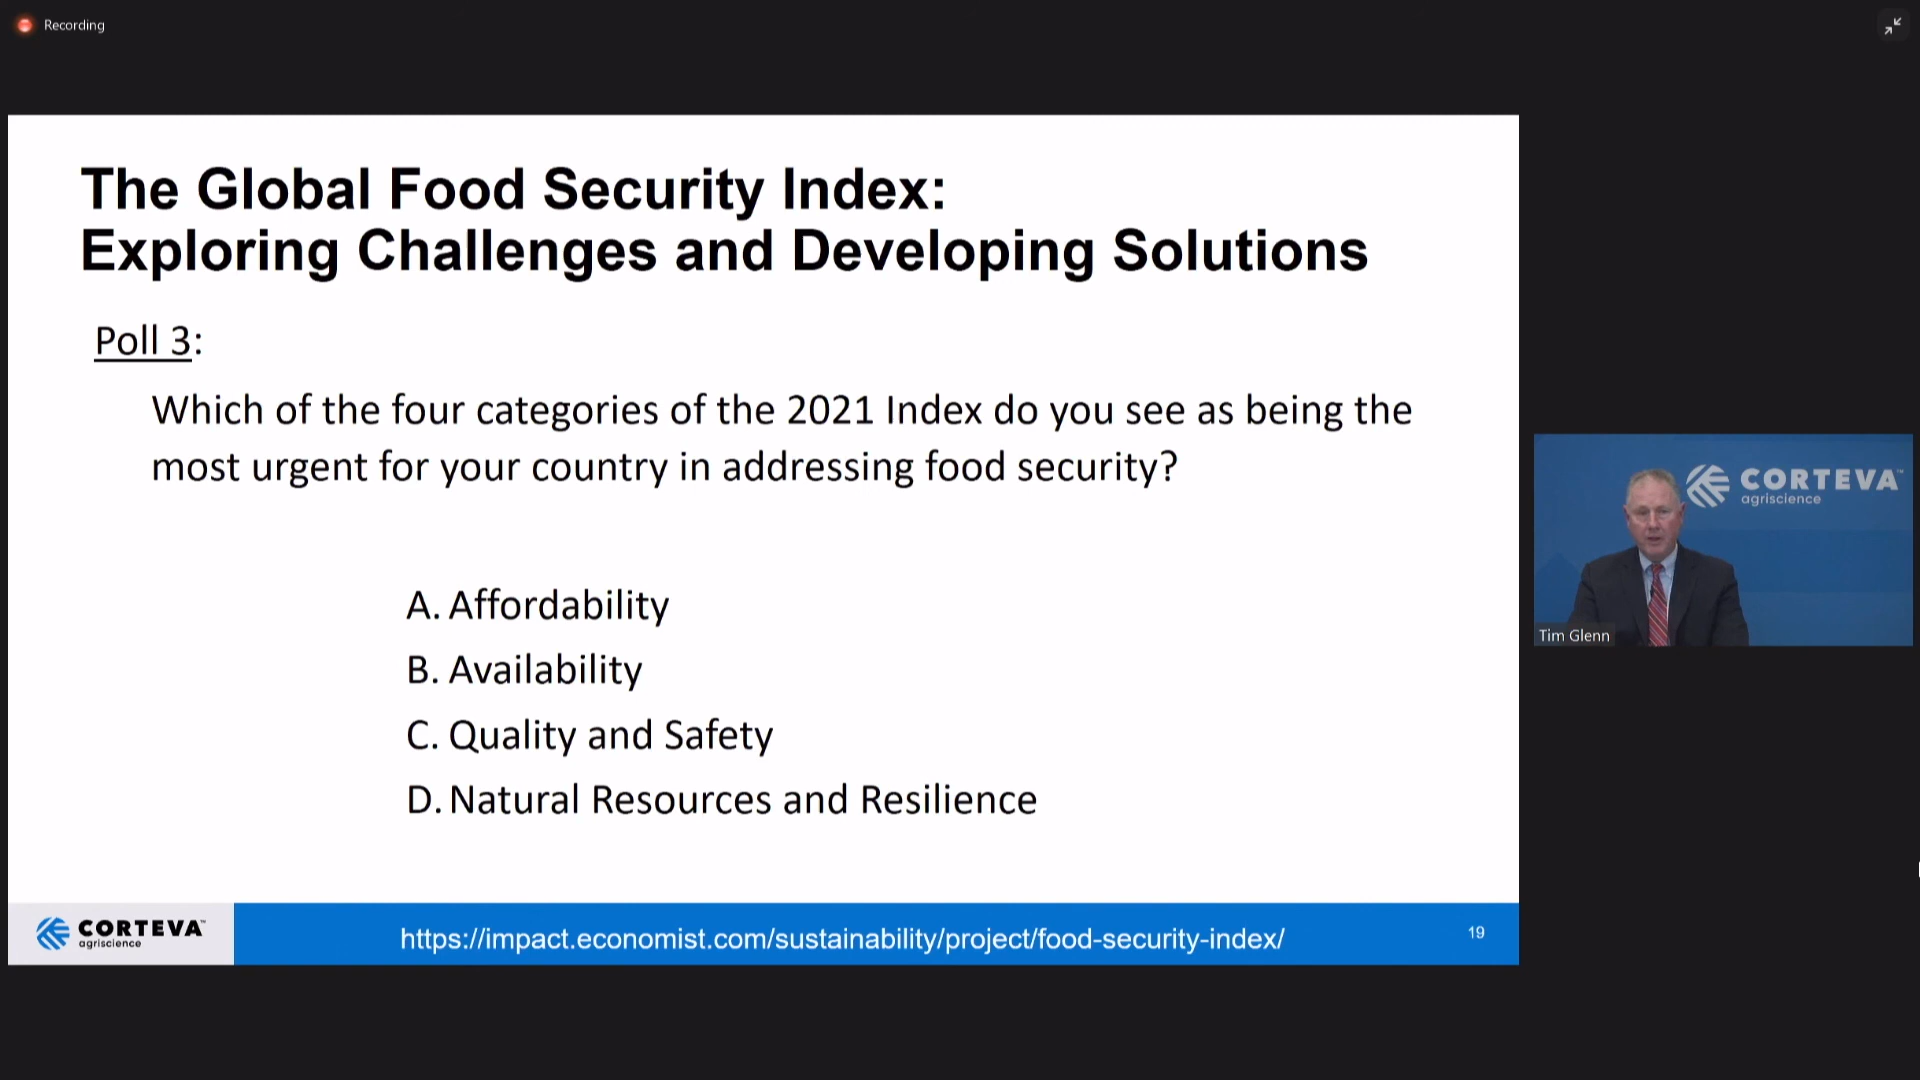 Recording
The Global Food Security Index:
Exploring Challenges and Developing Solutions
Poll 3:
Which of the four categories of the 2021 Index do you see as being the
most urgent for your country in addressing food security?
A. Affordability
B. Availability
C. Quality and Safety
D. Natural Resources and Resilience
CORTEVA™
agriscience
https://impact.economist.com/sustainability/project/food-security-index/
19
CORTEVA™
agriscience
Tim Glenn